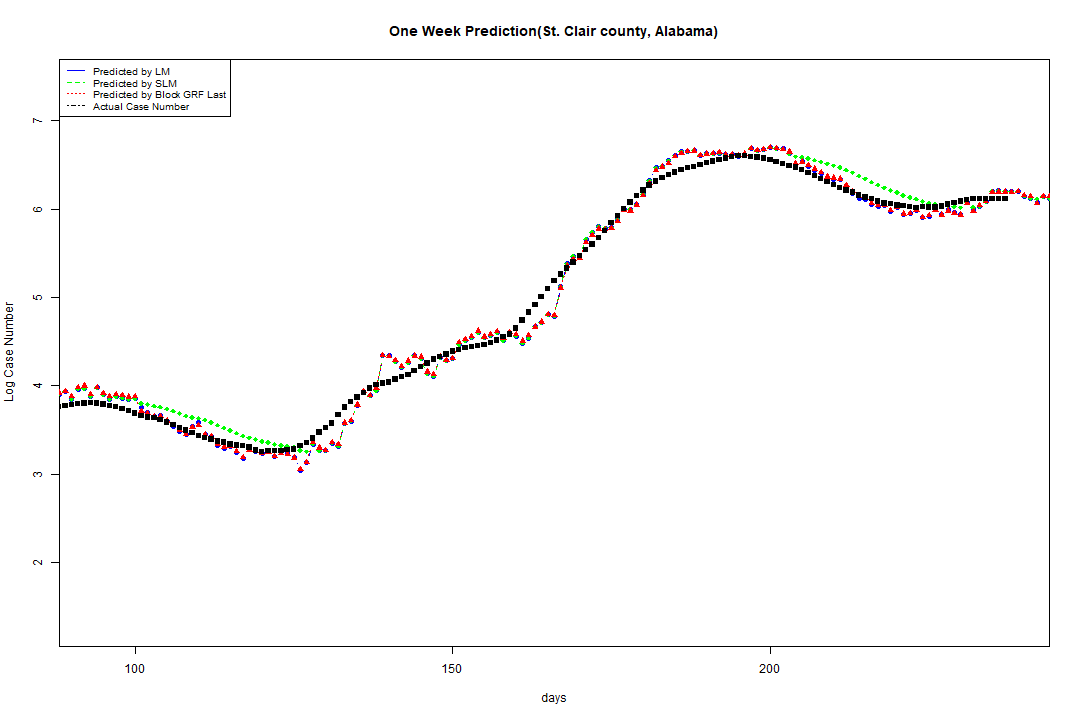 One Week Prediction(St. Clair county, Alabama)
Predicted by LM
Predicted by SLM
Predicted by Block GRF Last
Actual Case Number
7
6
5
4
3
2
Log Case Number
100 150 200
days